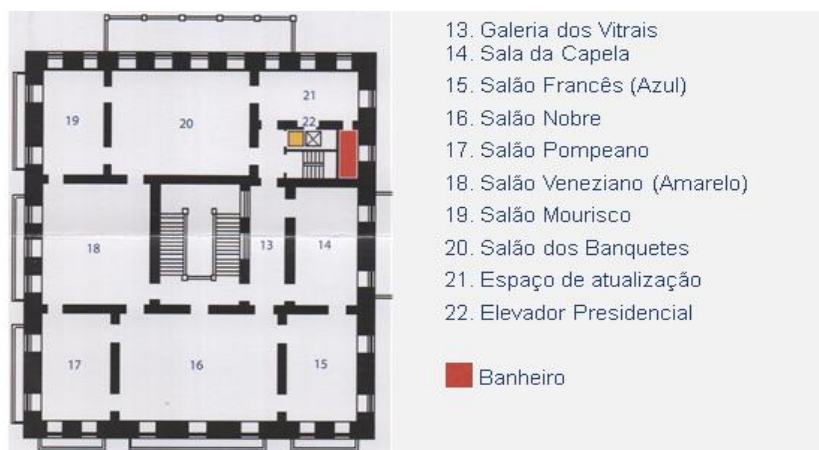 21
22
19
20
18
13
14
17
16
15
13. Galeria dos Vitrais
14. Sala da Capela
15. Salão Francês (Azul)
16. Salão Nobre
17. Salão Pompeano
18. Salão Veneziano (Amarelo)
19. Salão Mourisco
20. Salão dos Banquetes
21. Espaço de atualização
22. Elevador Presidencial
Banheiro